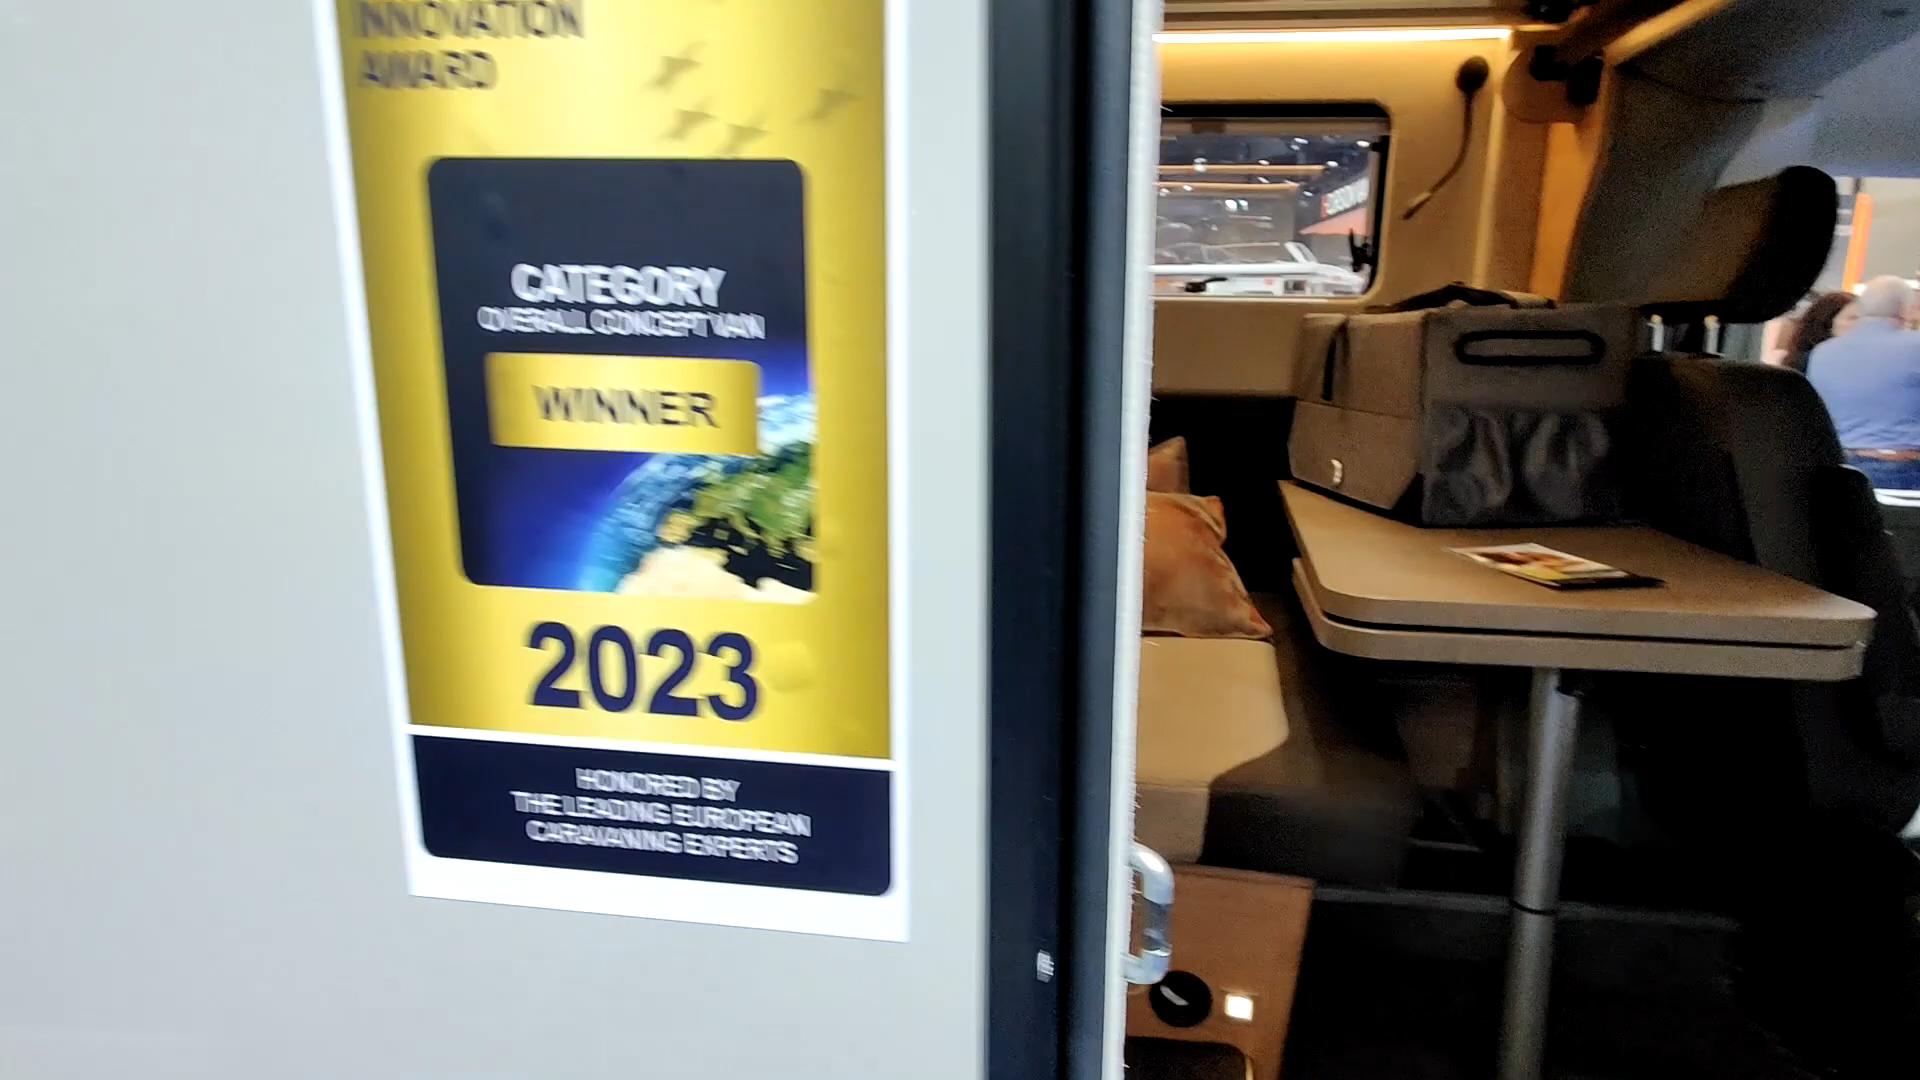 INNOVATION
AWARD
CATEGORY
OVERALL CONCEPT VAN
WINNER
2023
HONORED BY
THE LEADING EUROPEAN
CARAVANING EXPERTS